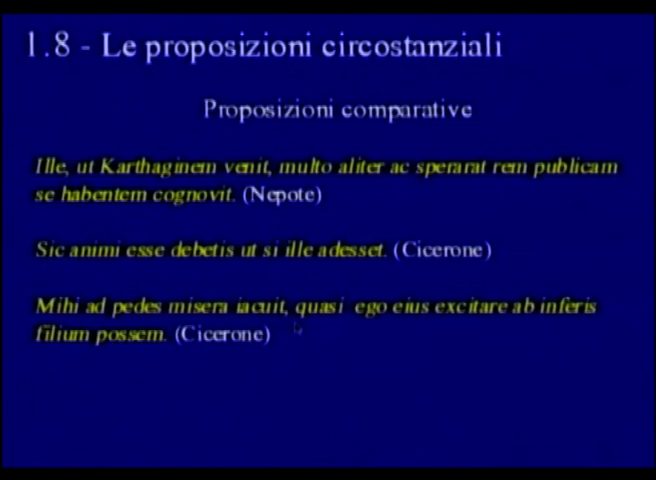 1.8 - Le proposizioni circostanziali
Proposizioni comparative
Ille, ut Karthaginem venit, multo aliter ac sperarat rem publicam
se habentem cognovit. (Nepote)
Sic animi esse debetis ut si ille adesset. (Cicerone)
Mihi ad pedes misera iacuit, quasi ego eius excitare ab inferis
filium possem. (Cicerone)